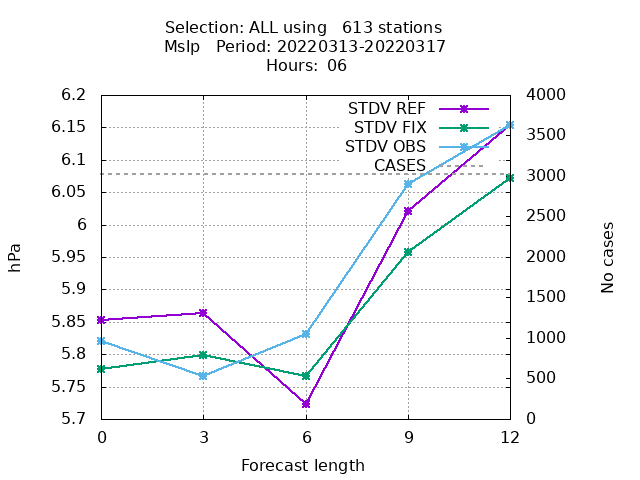 Selection: ALL using   613 stations
Mslp   Period: 20220313-20220317
Hours: 06
6.2
6.15
6.1
6.05
6
5.95
5.9
5.85
5.8
5.75
5.7
hPa
STDV REF
STDV FIX
STDV OBS
CASES
4000
3500
3000
2500
2000
1500
1000
500
0
No cases
0 3 6 9 12
Forecast length